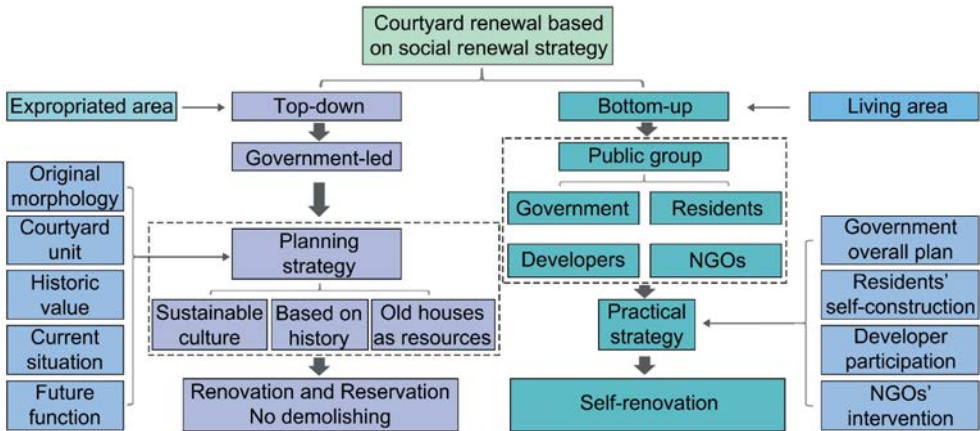 Courtyard renewal based
on social renewal strategy
Expropriated area
Top-down
Bottom-up
Living area
Government-led
Public group
Original
morphology
Government
Residents
Courtyard
unit
Planning
strategy
Developers
NGOs
Government
overall plan
Historic
value
Residents'
self-construction
Sustainable
culture
Based on
history
Old houses
as resources
Practical
strategy
Current
situation
Developer
participation
Future
function
Renovation and Reservation
No demolishing
Self-renovation
NGOs'
intervention